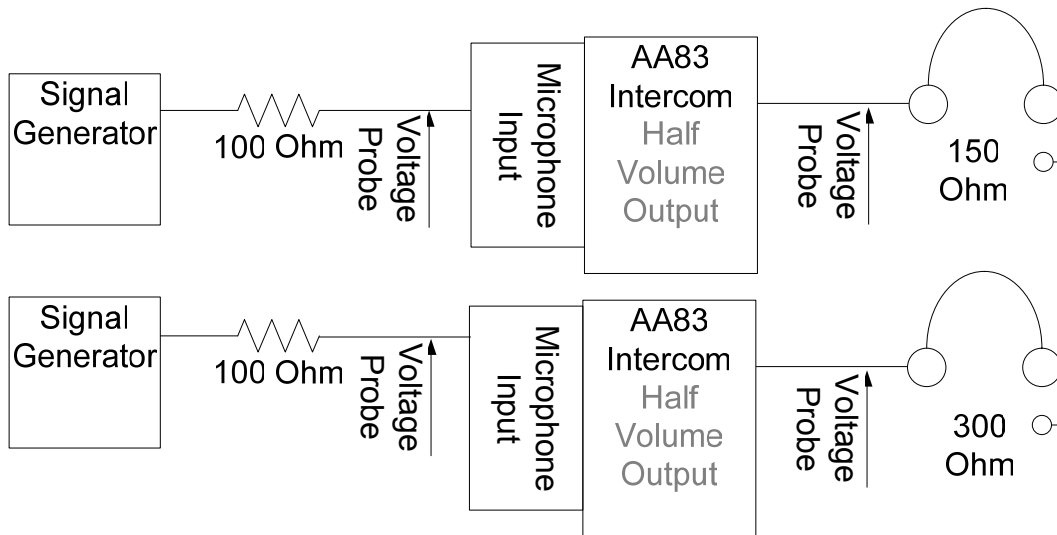 Signal
Generator
100 Ohm
Voltage
Probe
Microphone
Input
AA83
Intercom
Half
Volume
Output
Voltage
Probe
150
Ohm
Signal
Generator
100 Ohm
Voltage
Probe
Microphone
Input
AA83
Intercom
Half
Volume
Output
Voltage
Probe
300
Ohm